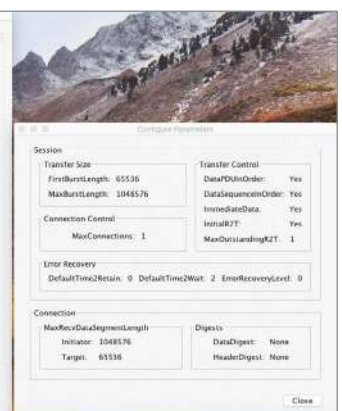 Configure Parameters
Session
Transfer Size
FirstBurstLength: 65536
MaxBurstLength: 1048576
Connection Control
MaxConnections: 1
Transfer Control
DataPDUInOrder: Yes
DataSequenceInOrder: Yes
ImmediateData: Yes
InitialR2T: Yes
MaxOutstandingR2T: 1
Error Recovery
DefaultTime2Retain: 0 DefaultTime2Wait: 2 ErrorRecoveryLevel: 0
Connection
MaxRecvDataSegmentLength
Initiator: 1048576
Target: 65536
Digests
DataDigest: None
HeaderDigest: None
Close